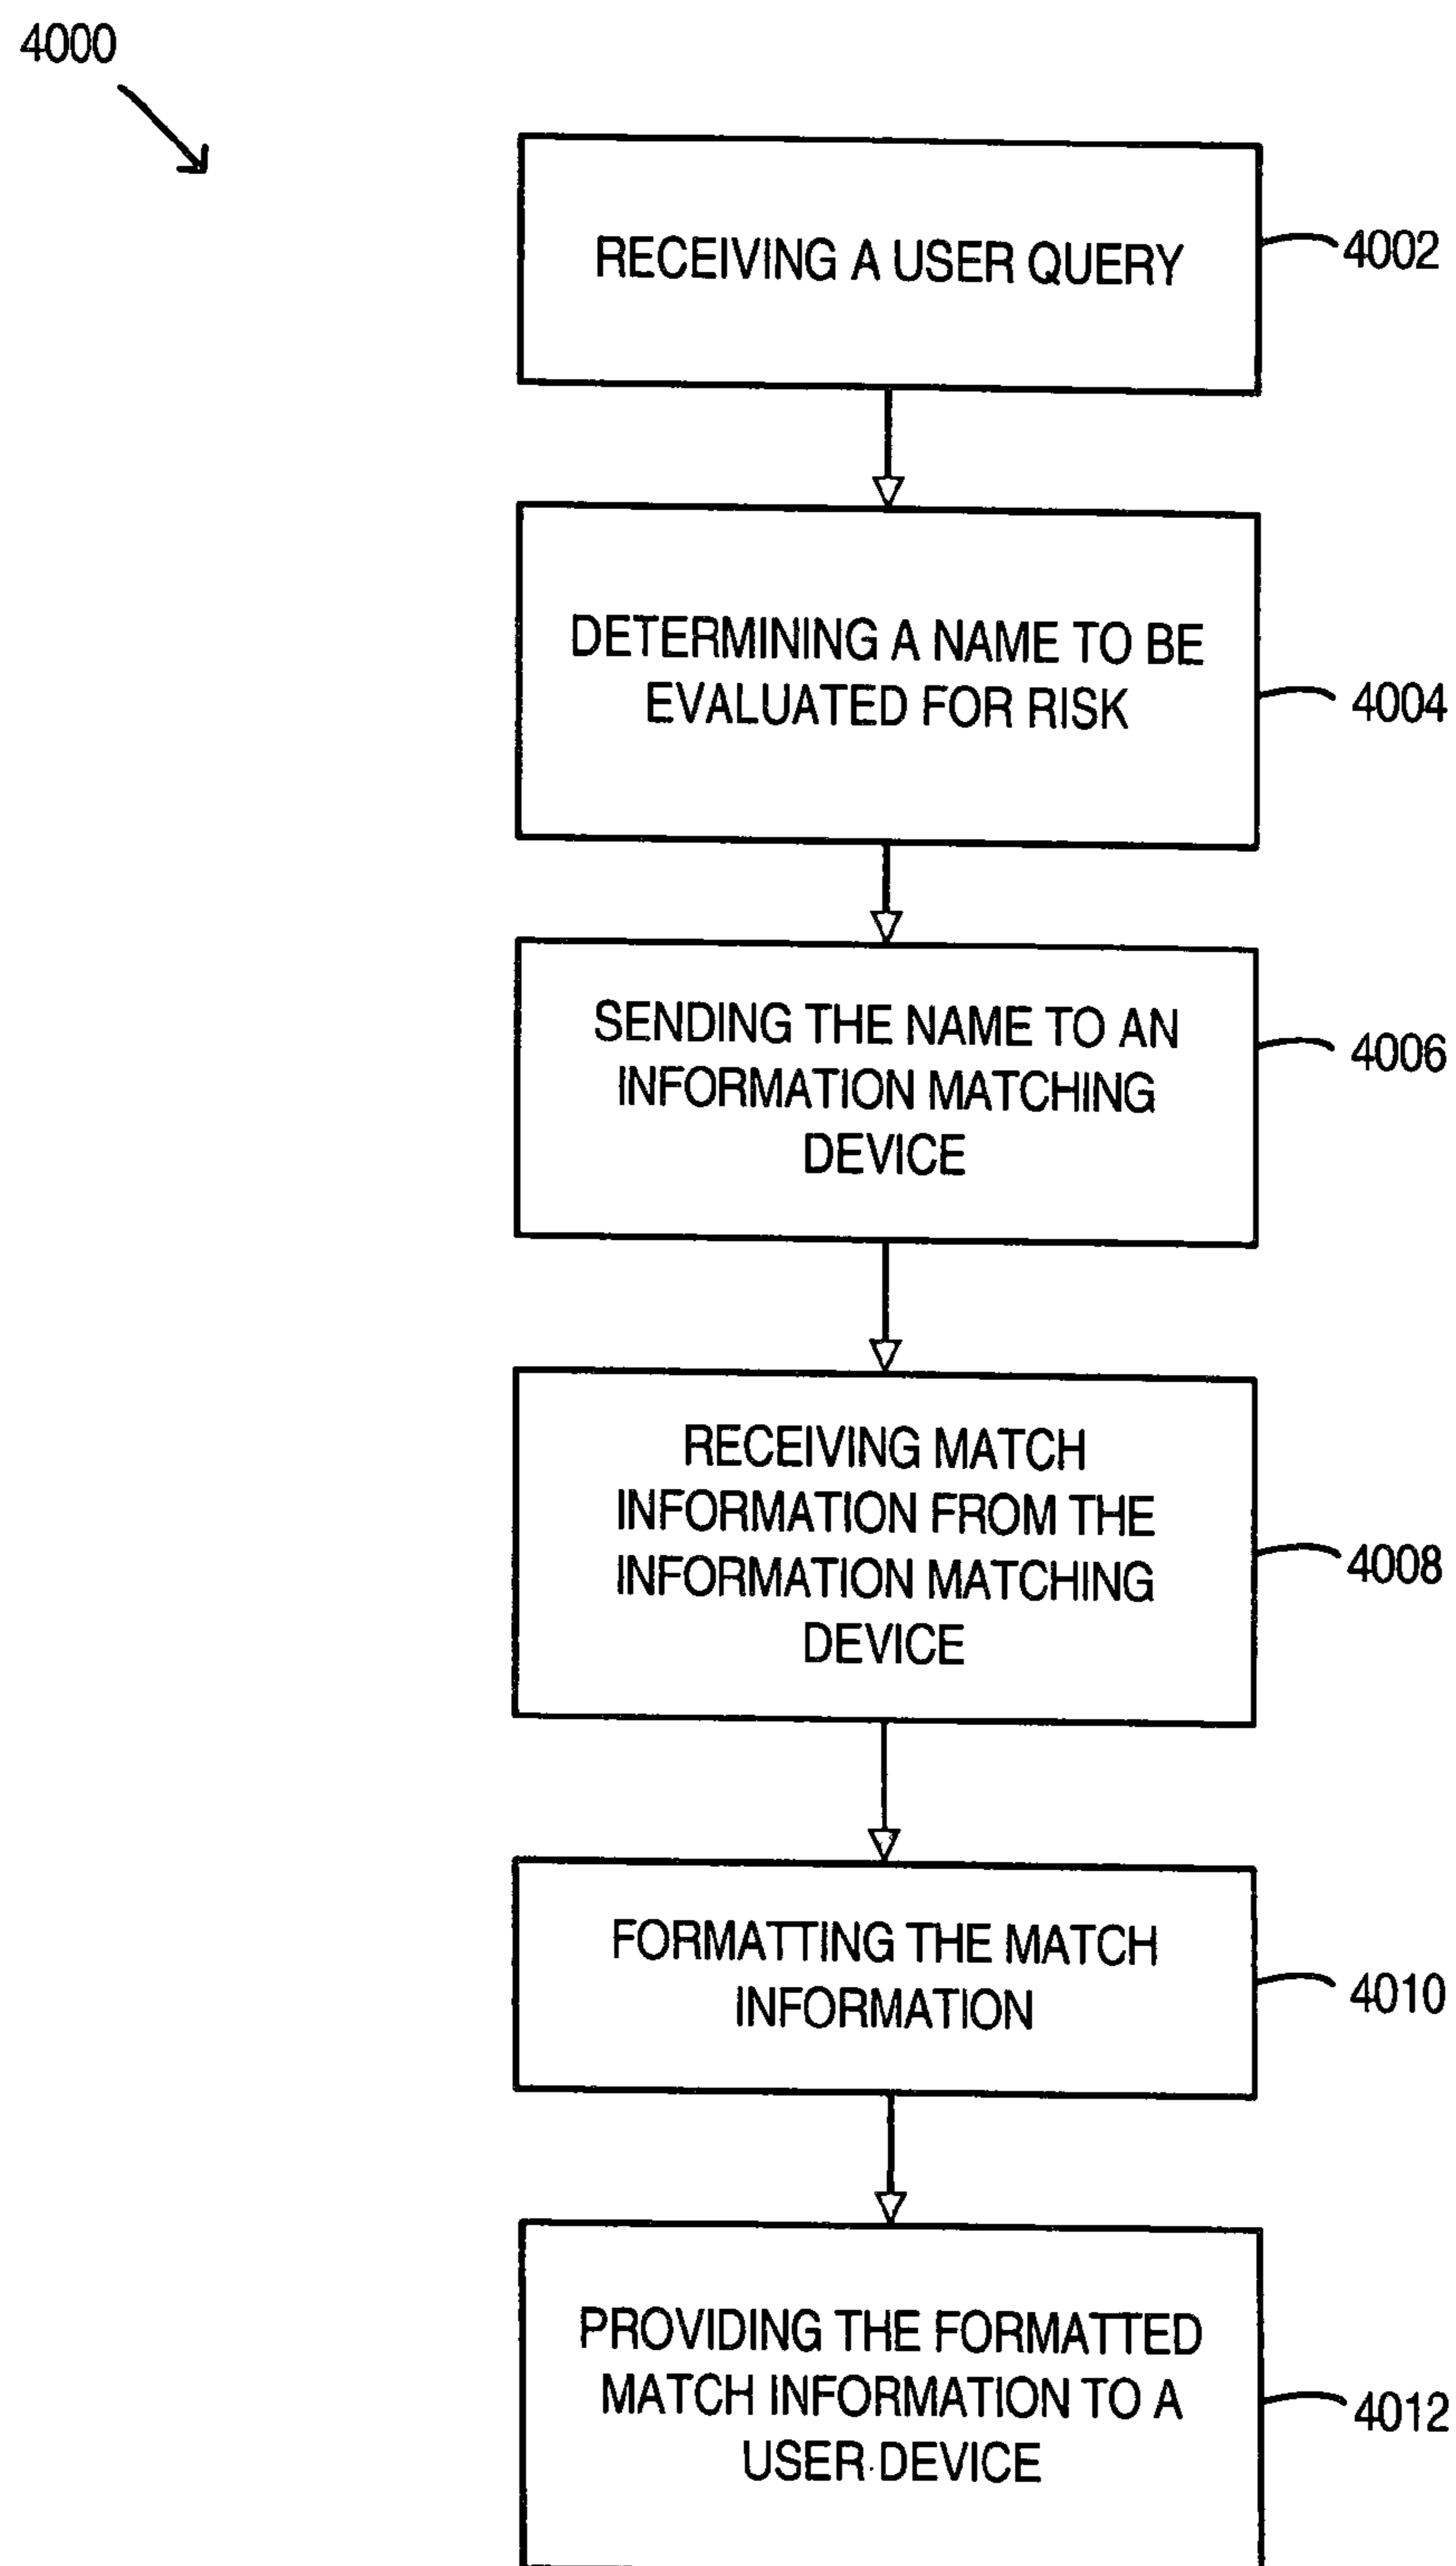 4000
RECEIVING A USER QUERY
4002
DETERMINING A NAME TO BE
EVALUATED FOR RISK
4004
SENDING THE NAME TO AN
INFORMATION MATCHING
DEVICE
4006
RECEIVING MATCH
INFORMATION FROM THE
INFORMATION MATCHING
DEVICE
4008
FORMATTING THE MATCH
INFORMATION
4010
PROVIDING THE FORMATTED
MATCH INFORMATION TO A
USER DEVICE
4012